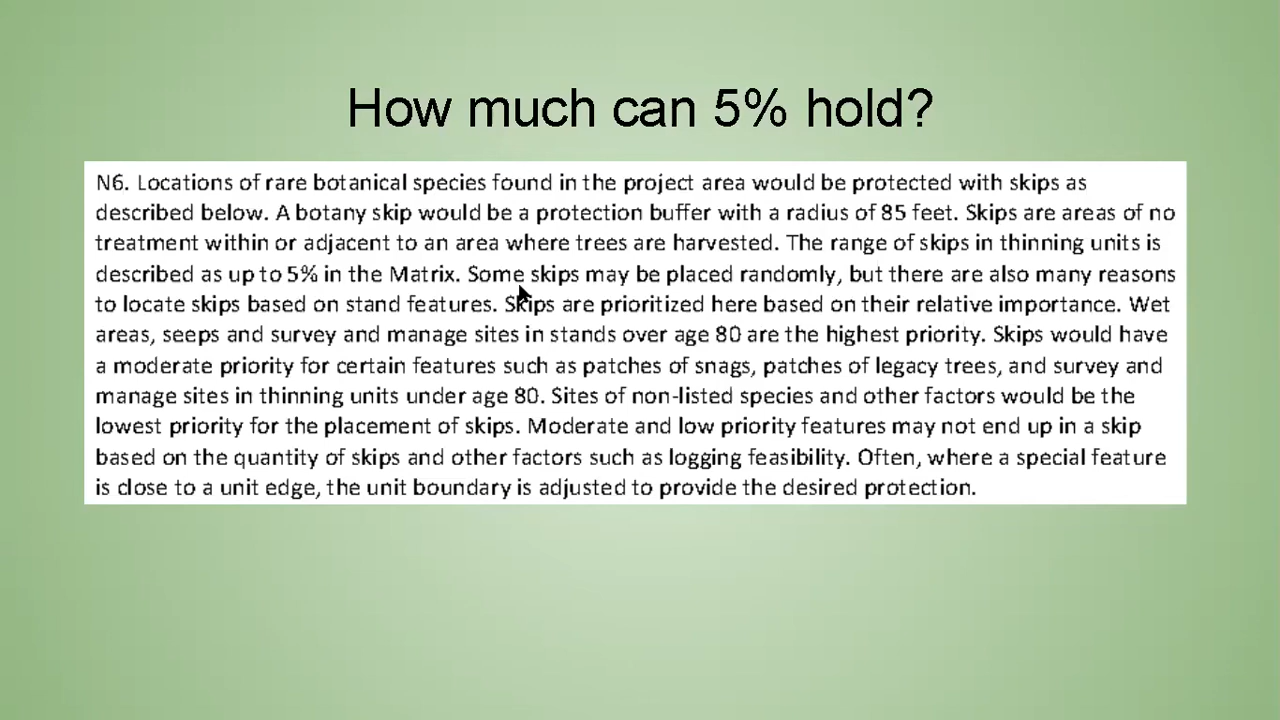 How much can 5% hold?
N6. Locations of rare botanical species found in the project area would be protected with skips as
described below. A botany skip would be a protection buffer with a radius of 85 feet. Skips are areas of no
treatment within or adjacent to an area where trees are harvested. The range of skips in thinning units is
described as up to 5% in the Matrix. Some skips may be placed randomly, but there are also many reasons
to locate skips based on stand features. Skips are prioritized here based on their relative importance. Wet
areas, seeps and survey and manage sites in stands over age 80 are the highest priority. Skips would have
a moderate priority for certain features such as patches of snags, patches of legacy trees, and survey and
manage sites in thinning units under age 80. Sites of non-listed species and other factors would be the
lowest priority for the placement of skips. Moderate and low priority features may not end up in a skip
based on the quantity of skips and other factors such as logging feasibility. Often, where a special feature
is close to a unit edge, the unit boundary is adjusted to provide the desired protection.